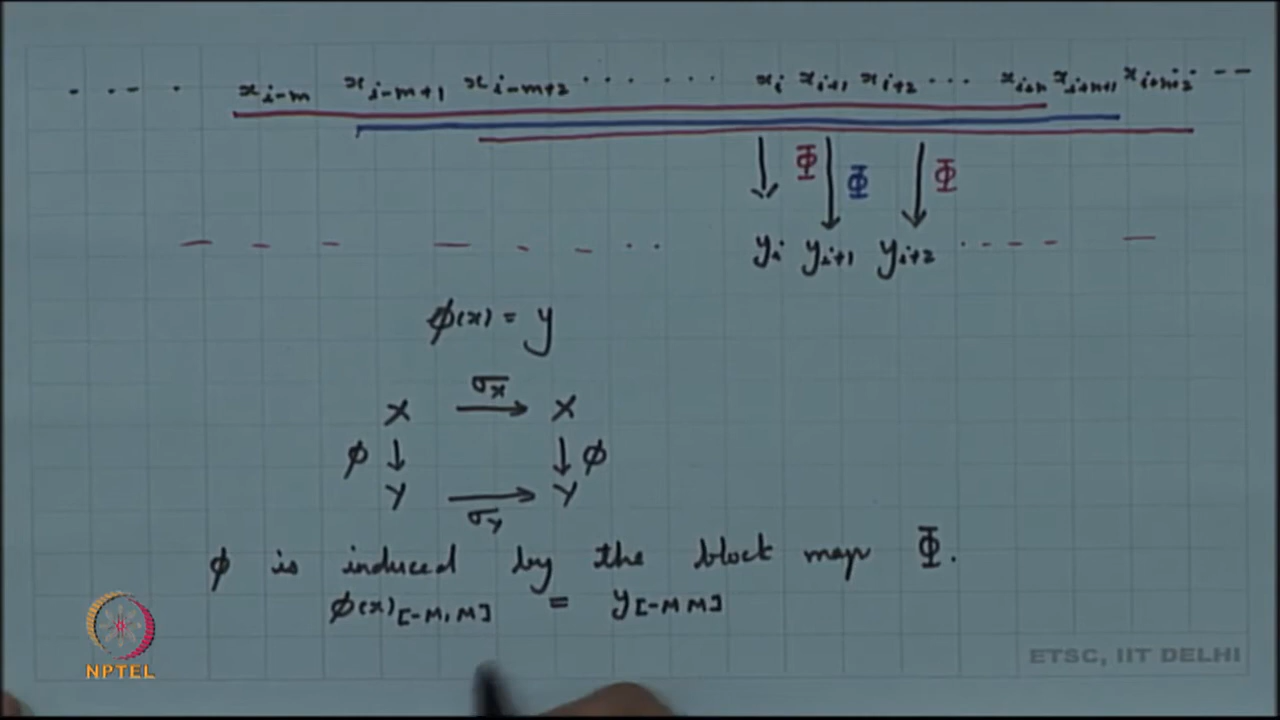 - -- - . x_{i-m} x_{i-m+1} x_{i-m+2} ... ... x_i x_{i+1} x_{i+2} ... x_{i+n} x_{i+n+1} x_{i+n+2} - --
Φ Φ Φ
— - - — - - .. y_i y_{i+1} y_{i+2} ..--- —
ϕ(x) = y
σ_X
X → X
ϕ ↓ ↓ ϕ
Y → Y
σ_Y
ϕ is induced by the block map Φ.
ϕ(x)_{[-M,M]} = y_{[-M M]}
NPTEL
ETSC, IIT DELHI